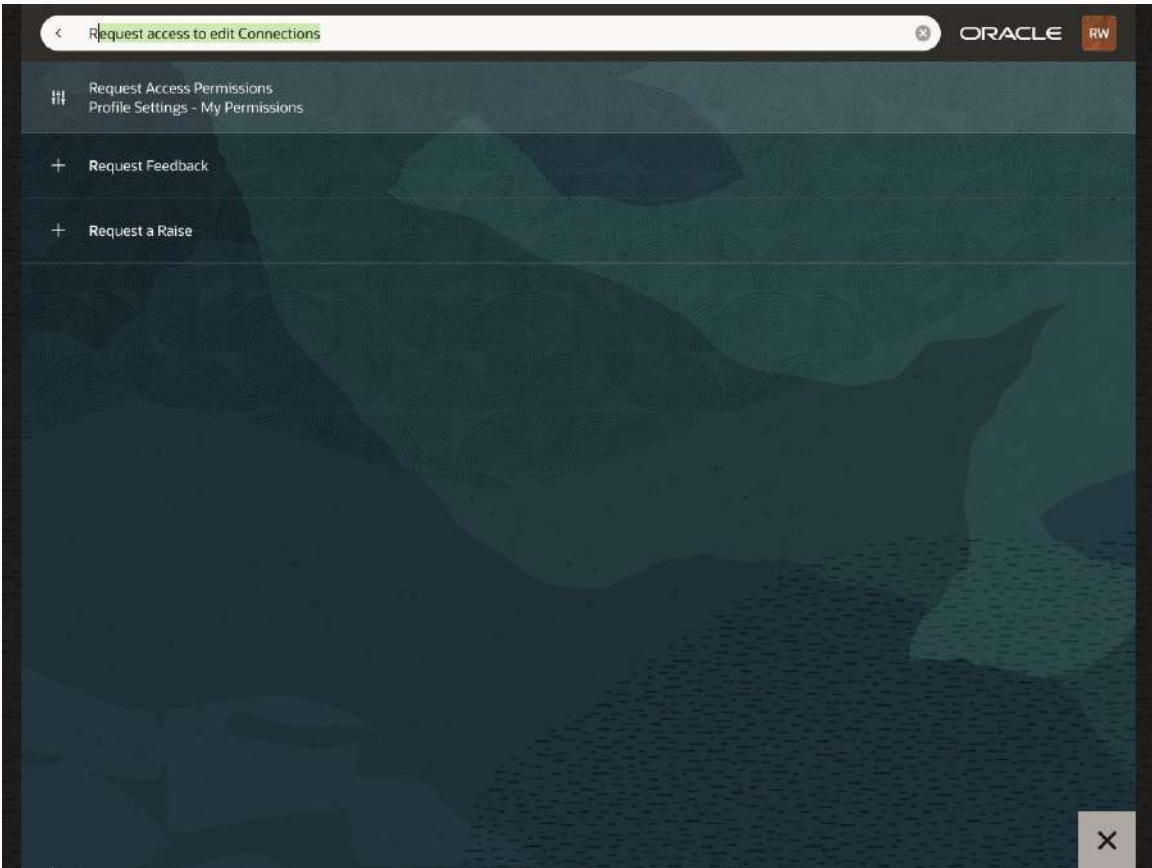 Request access to edit Connections
ORACLE
RW
Request Access Permissions
Profile Settings - My Permissions
Request Feedback
Request a Raise